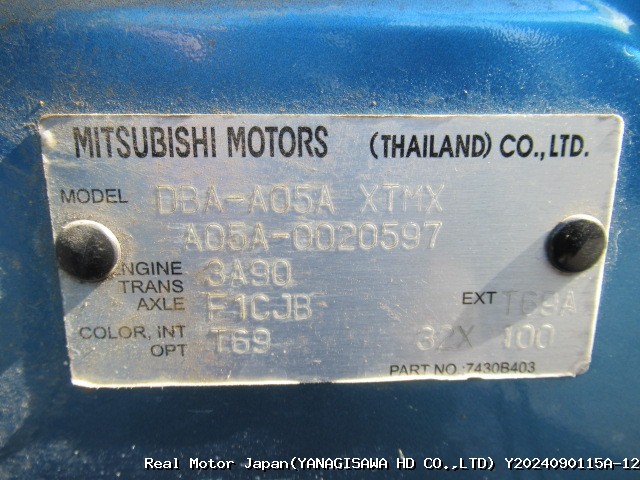 MITSUBISHI MOTORS (THAILAND) CO.,LTD.
MODEL DBA-A05A XTMX
A05A-0020597
ENGINE 3A90
TRANS AXLE F1CJB EXT T69A
COLOR, INT OPT T69 32X 100
PART NO.:7430B403
Real Motor Japan(YANAGISAWA HD CO.,LTD) Y2024090115A-12